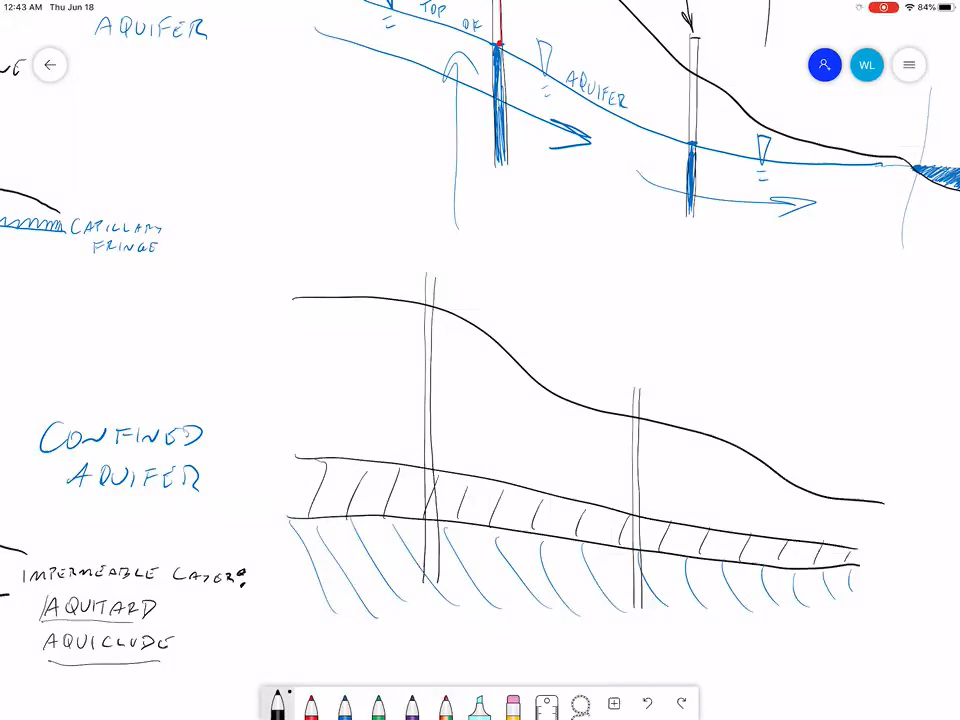 12:43 AM Thu Jun 18
84%
AQUIFER
TOP OF
AQUIFER
WL
CAPILLARY
FRINGE
CONFINED
AQUIFER
IMPERMEABLE LAYER:
AQUITARD
AQUICLUDE